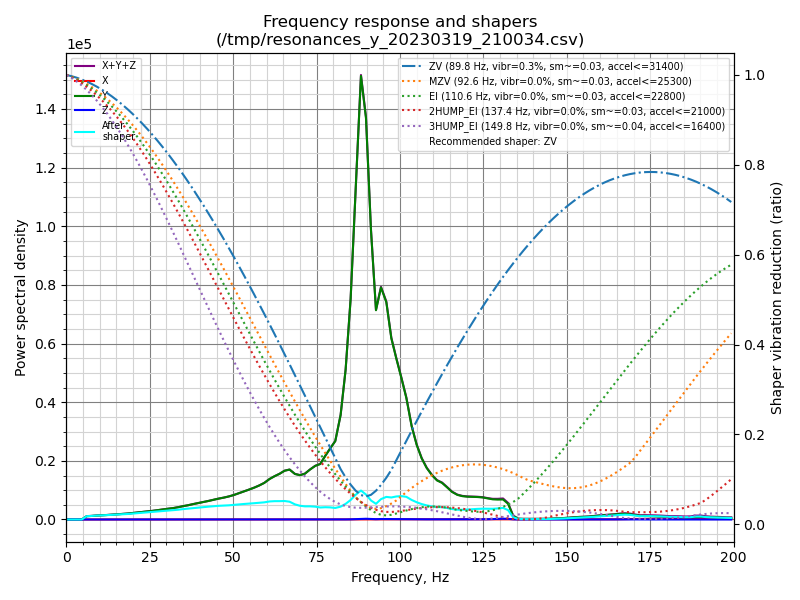 Frequency response and shapers
(/tmp/resonances_y_20230319_210034.csv)
1e5
X+Y+Z
X
Y
Z
After
shaper
ZV (89.8 Hz, vibr=0.3%, sm~=0.03, accel<=31400)
MZV (92.6 Hz, vibr=0.0%, sm~=0.03, accel<=25300)
EI (110.6 Hz, vibr=0.0%, sm~=0.03, accel<=22800)
2HUMP_EI (137.4 Hz, vibr=0.0%, sm~=0.03, accel<=21000)
3HUMP_EI (149.8 Hz, vibr=0.0%, sm~=0.04, accel<=16400)
Recommended shaper: ZV
Power spectral density
1.4
1.2
1.0
0.8
0.6
0.4
0.2
0.0
1.0
0.8
0.6
0.4
0.2
0.0
Shaper vibration reduction (ratio)
0 25 50 75 100 125 150 175 200
Frequency, Hz